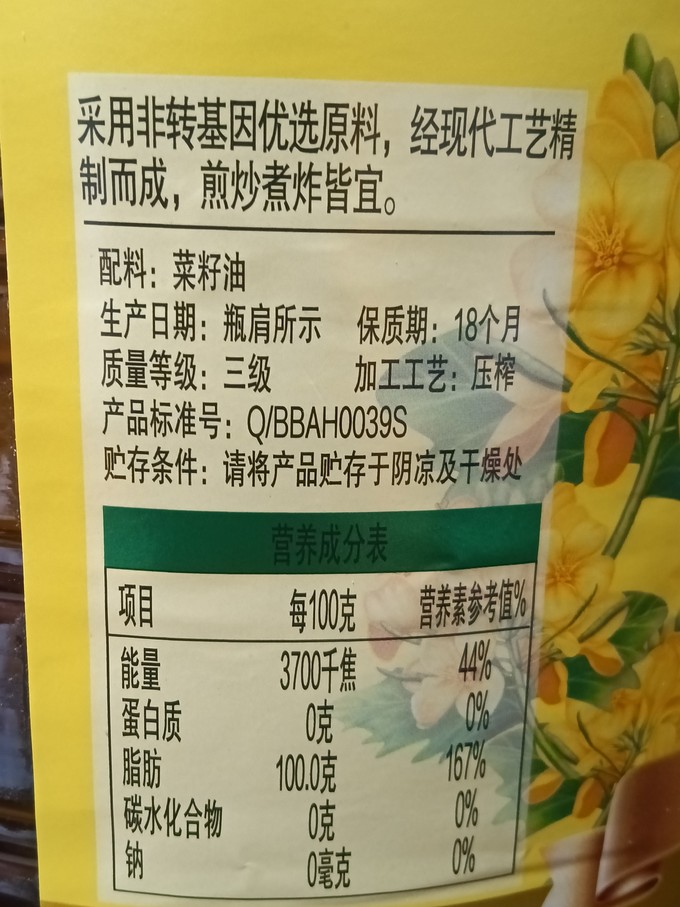 采用非转基因优选原料，经现代工艺精
制而成，煎炒煮炸皆宜。
配料：菜籽油
生产日期：瓶肩所示 保质期：18个月
质量等级：三级 加工工艺：压榨
产品标准号：Q/BBAH0039S
贮存条件：请将产品贮存于阴凉及干燥处
营养成分表
项目 每100克 营养素参考值%
能量 3700千焦 44%
蛋白质 0克 0%
脂肪 100.0克 167%
碳水化合物 0克 0%
钠 0毫克 0%